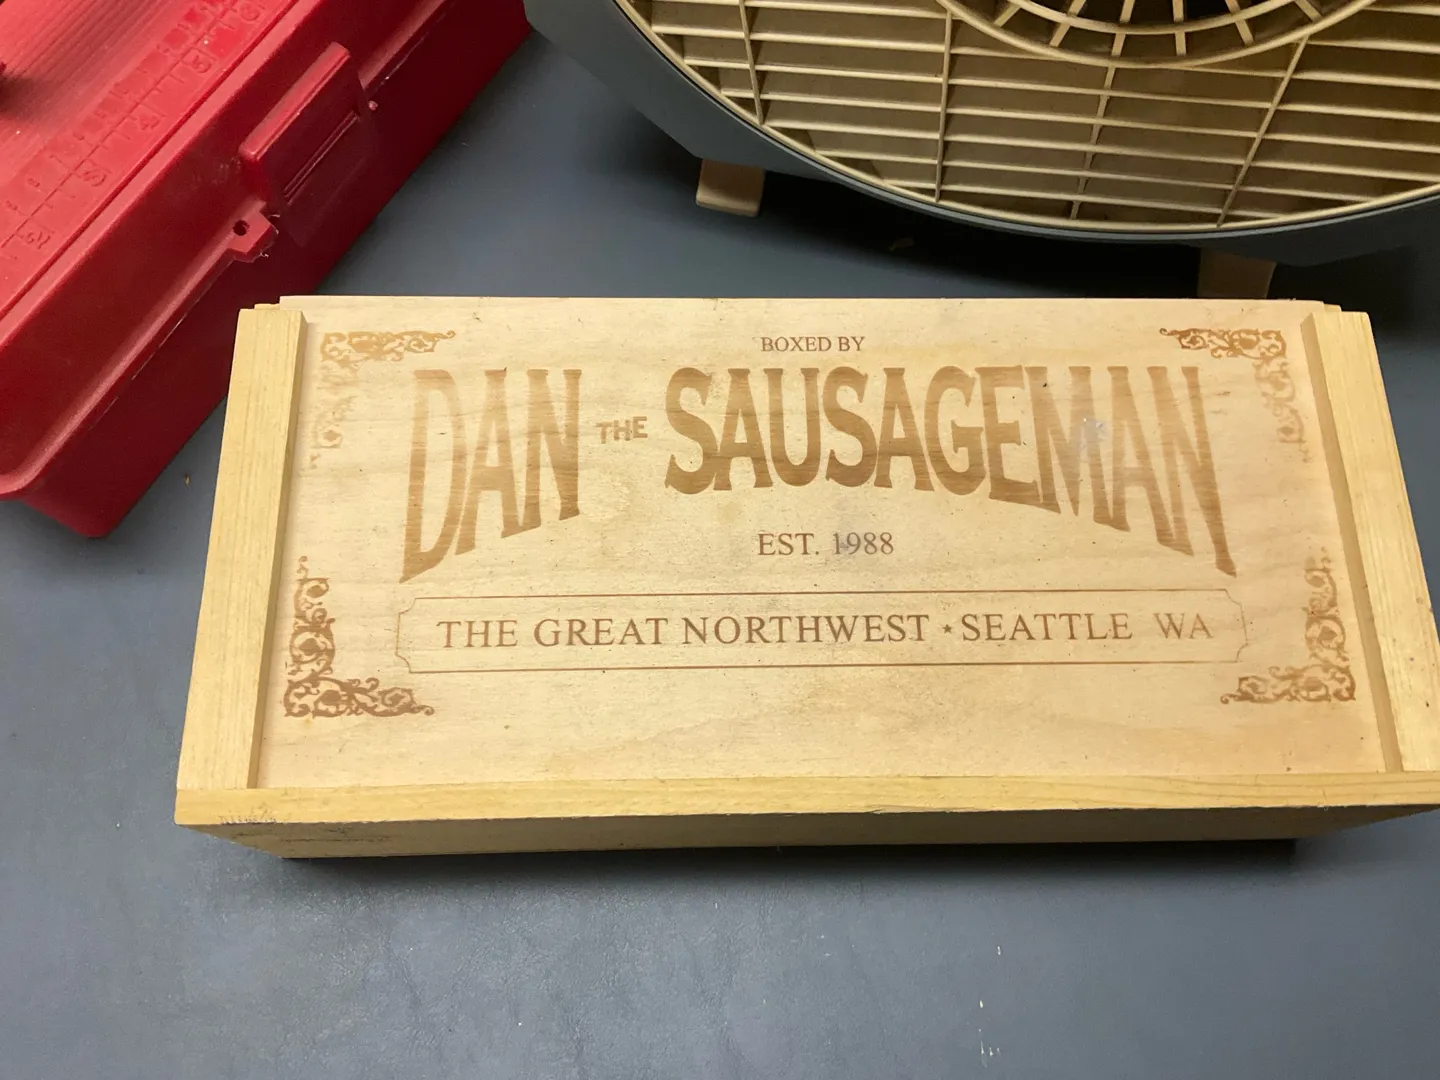 BOXED BY
DAN THE SAUSAGEMAN
EST. 1988
THE GREAT NORTHWEST ★ SEATTLE WA